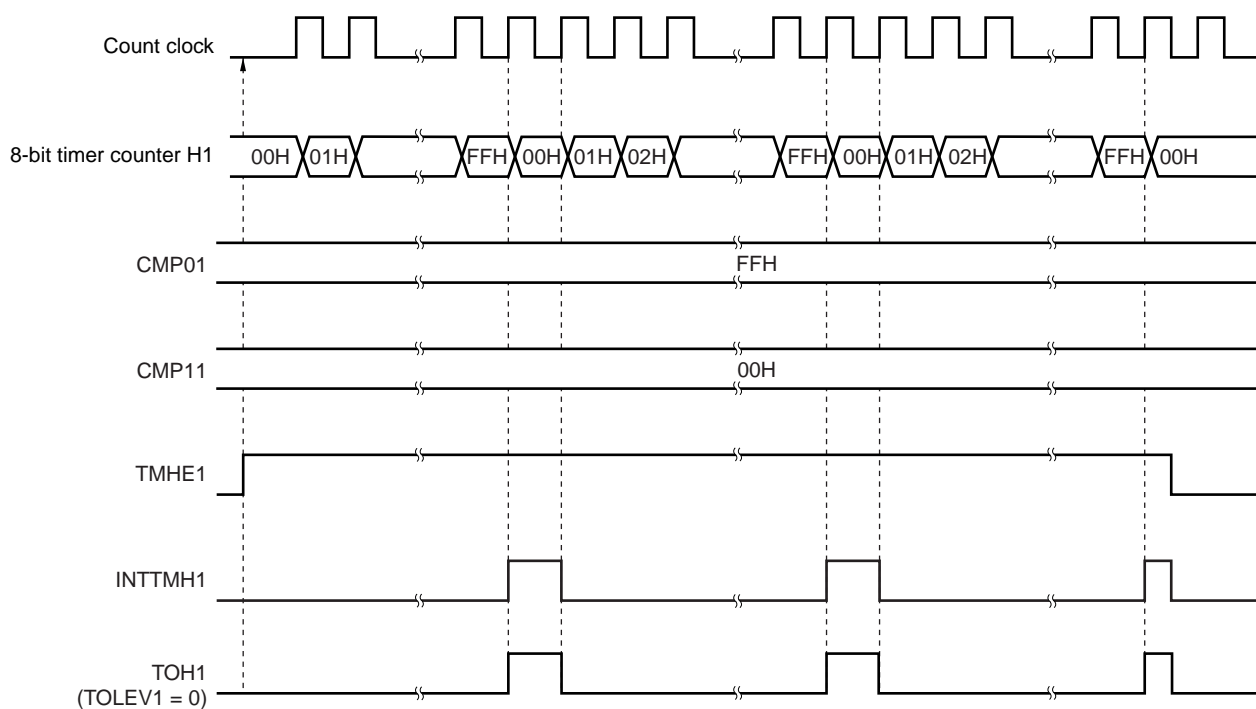 Count clock
8-bit timer counter H1
00H 01H FFH 00H 01H 02H FFH 00H 01H 02H FFH 00H
CMP01
FFH
CMP11
00H
TMHE1
INTTMH1
TOH1
(TOLEV1 = 0)